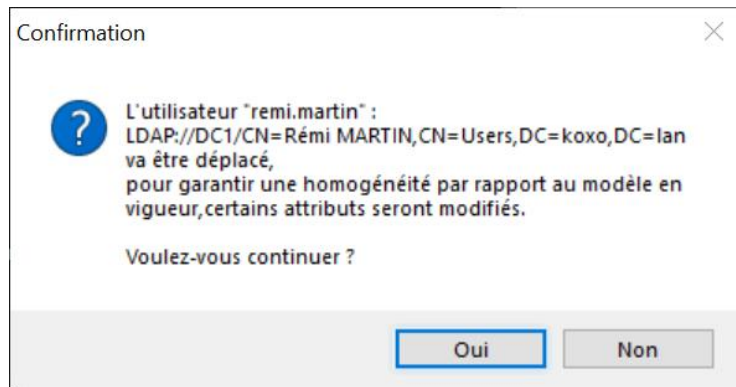 Confirmation
L'utilisateur "remi.martin" :
LDAP://DC1/CN=Rémi MARTIN,CN=Users,DC=koxo,DC=lan
va être déplacé,
pour garantir une homogénéité par rapport au modèle en
vigueur,certains attributs seront modifiés.
Voulez-vous continuer ?
Oui
Non